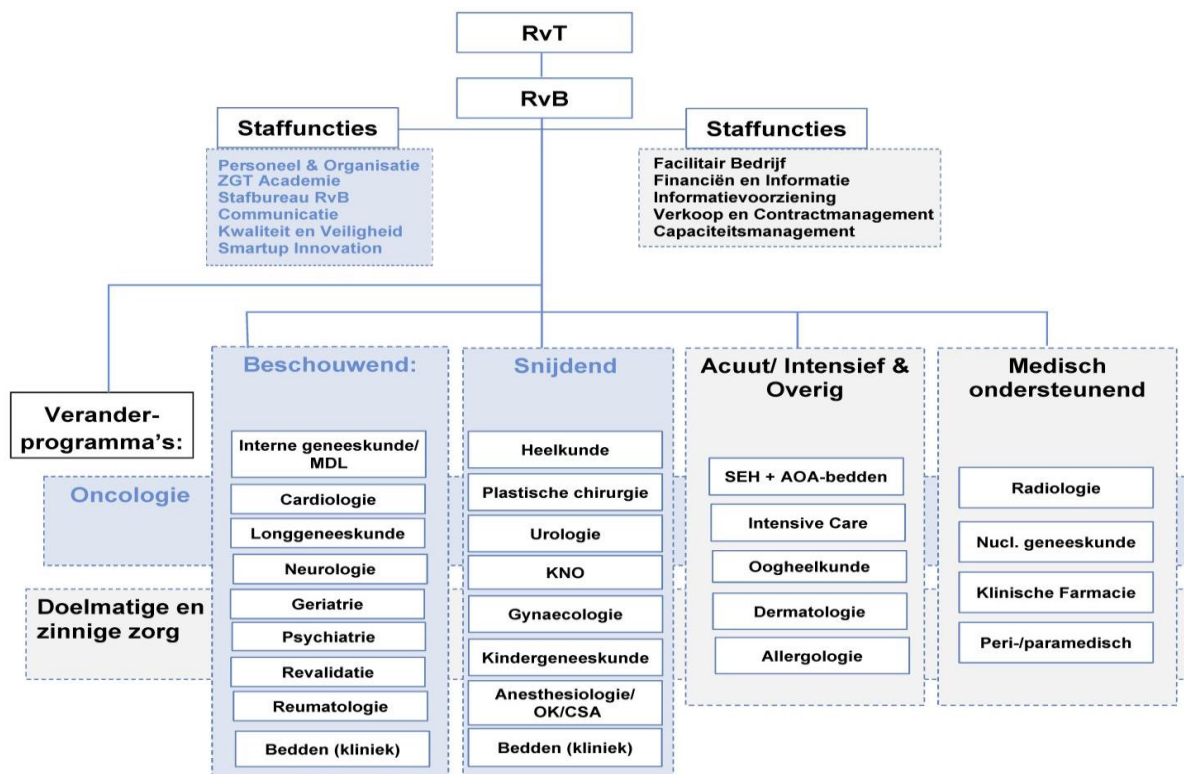 RvT
RvB
Staffuncties
Personeel & Organisatie
ZGT Academie
Stafbureau RvB
Communicatie
Kwaliteit en Veiligheid
Smartup Innovation
Staffuncties
Facilitair Bedrijf
Financiën en Informatie
Informatievoorziening
Verkoop en Contractmanagement
Capaciteitsmanagement
Verander-
programma's:
Oncologie
Doelmatige en
zinnige zorg
Beschouwend:
Interne geneeskunde/
MDL
Cardiologie
Longgeneeskunde
Neurologie
Geriatrie
Psychiatrie
Revalidatie
Reumatologie
Bedden (kliniek)
Snijdend
Heelkunde
Plastische chirurgie
Urologie
KNO
Gynaecologie
Kindergeneeskunde
Anesthesiologie/
OK/CSA
Bedden (kliniek)
Acuut/ Intensief &
Overig
SEH + AOA-bedden
Intensive Care
Oogheelkunde
Dermatologie
Allergologie
Medisch
ondersteunend
Radiologie
Nucl. geneeskunde
Klinische Farmacie
Peri-/paramedisch